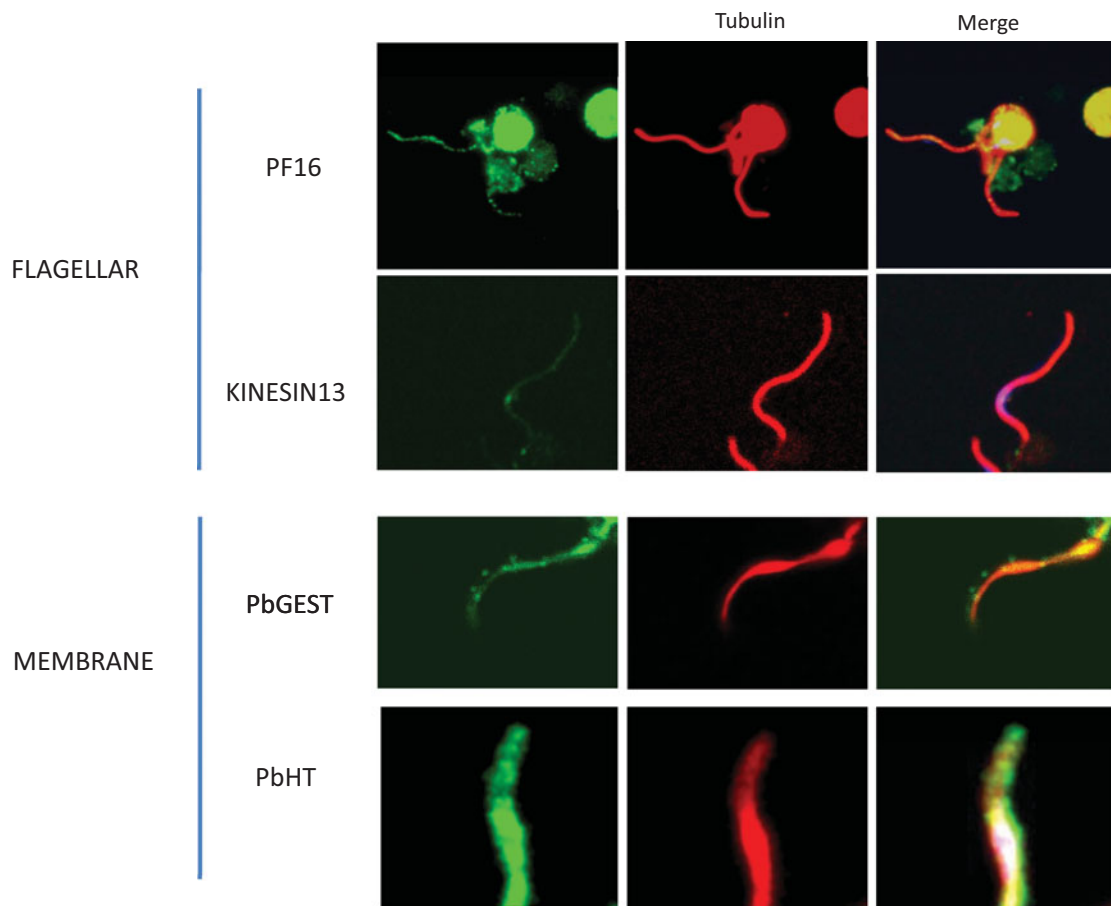 Tubulin
Merge
PF16
FLAGELLAR
KINESIN13
PbGEST
MEMBRANE
PbHT